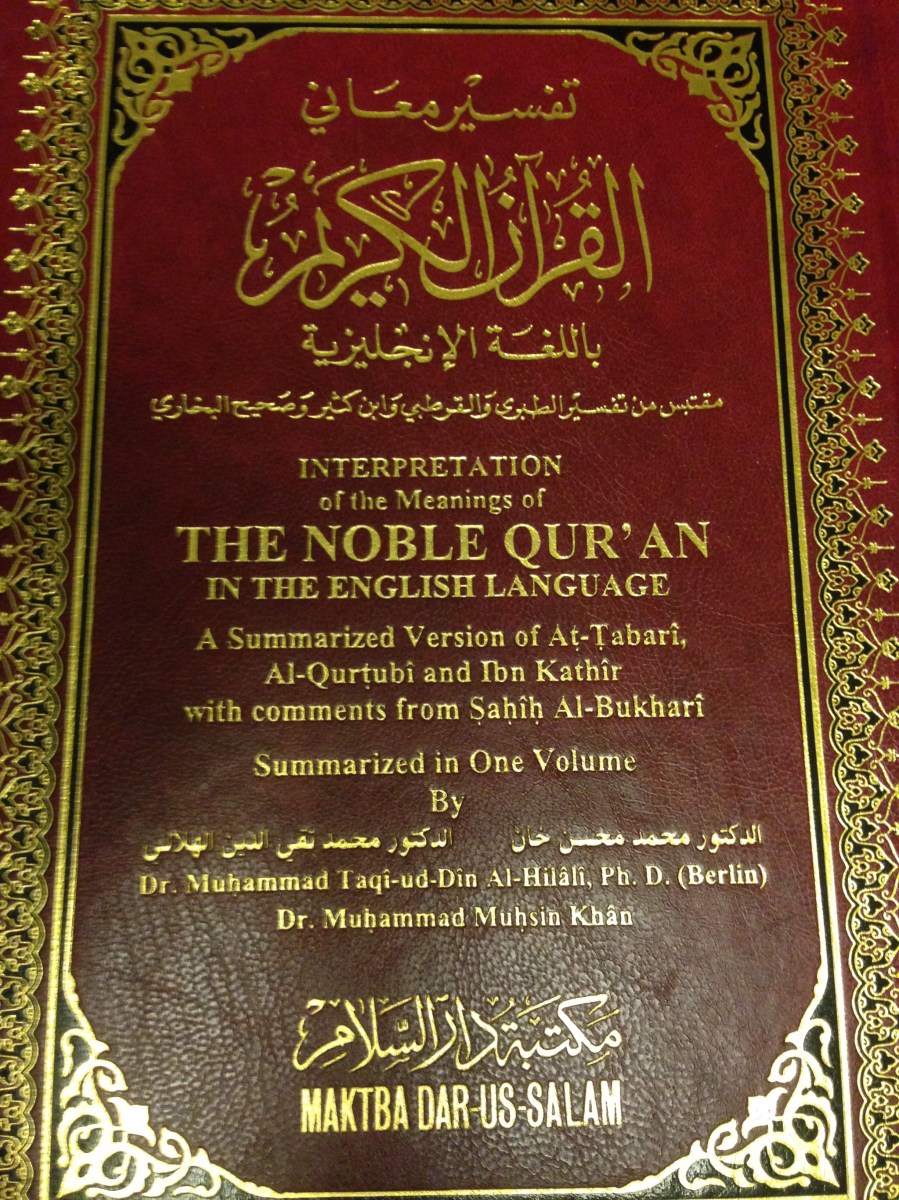 تفسير معاني
القرآن الكريم
باللغة الإنجليزية
مقتبس من تفسير الطبري والقرطبي وابن كثير وصحيح البخاري
INTERPRETATION
of the Meanings of
THE NOBLE QUR'AN
IN THE ENGLISH LANGUAGE
A Summarized Version of Aṭ-Ṭabarî,
Al-Qurṭubî and Ibn Kathîr
with comments from Ṣaḥîḥ Al-Bukharî
Summarized in One Volume
By
الدكتور محمد محسن خان الدكتور محمد تقي الدين الهلالي
Dr. Muḥammad Taqî-ud-Dîn Al-Hilâlî, Ph. D. (Berlin)
Dr. Muḥammad Muḥsin Khân
مكتبة دار السلام
MAKTBA DAR-US-SALAM